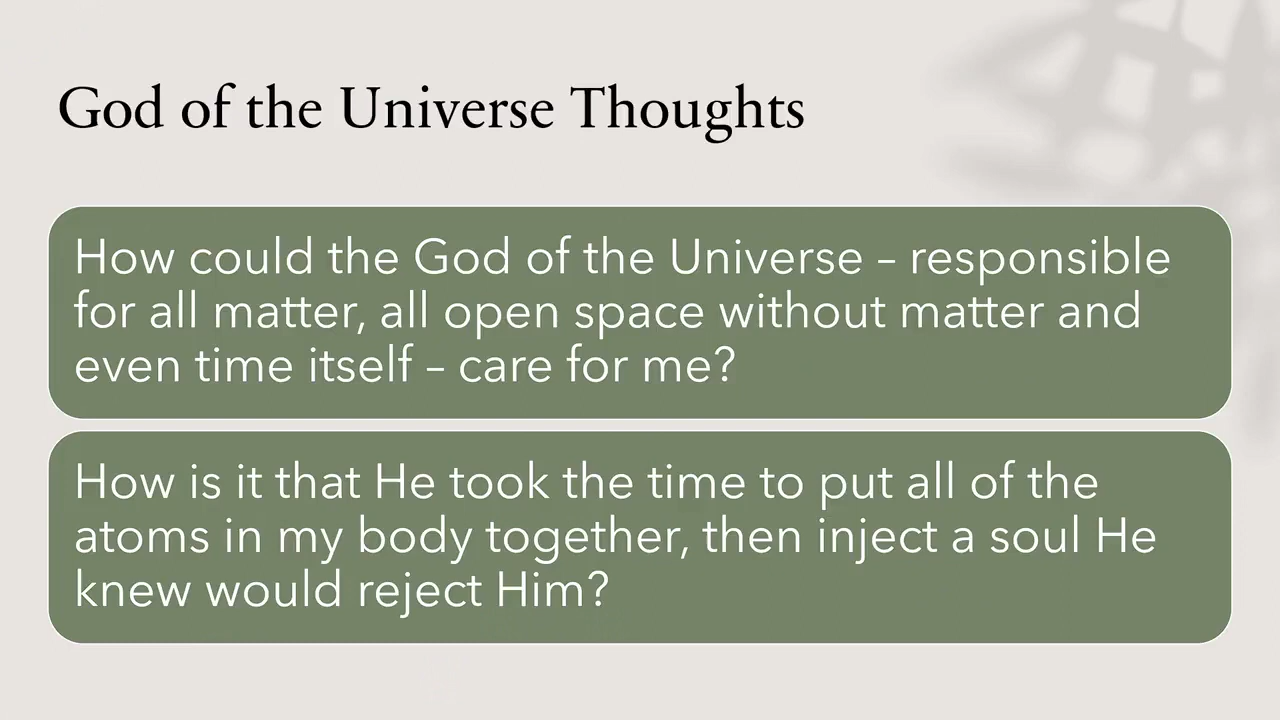 God of the Universe Thoughts
How could the God of the Universe – responsible
for all matter, all open space without matter and
even time itself – care for me?
How is it that He took the time to put all of the
atoms in my body together, then inject a soul He
knew would reject Him?